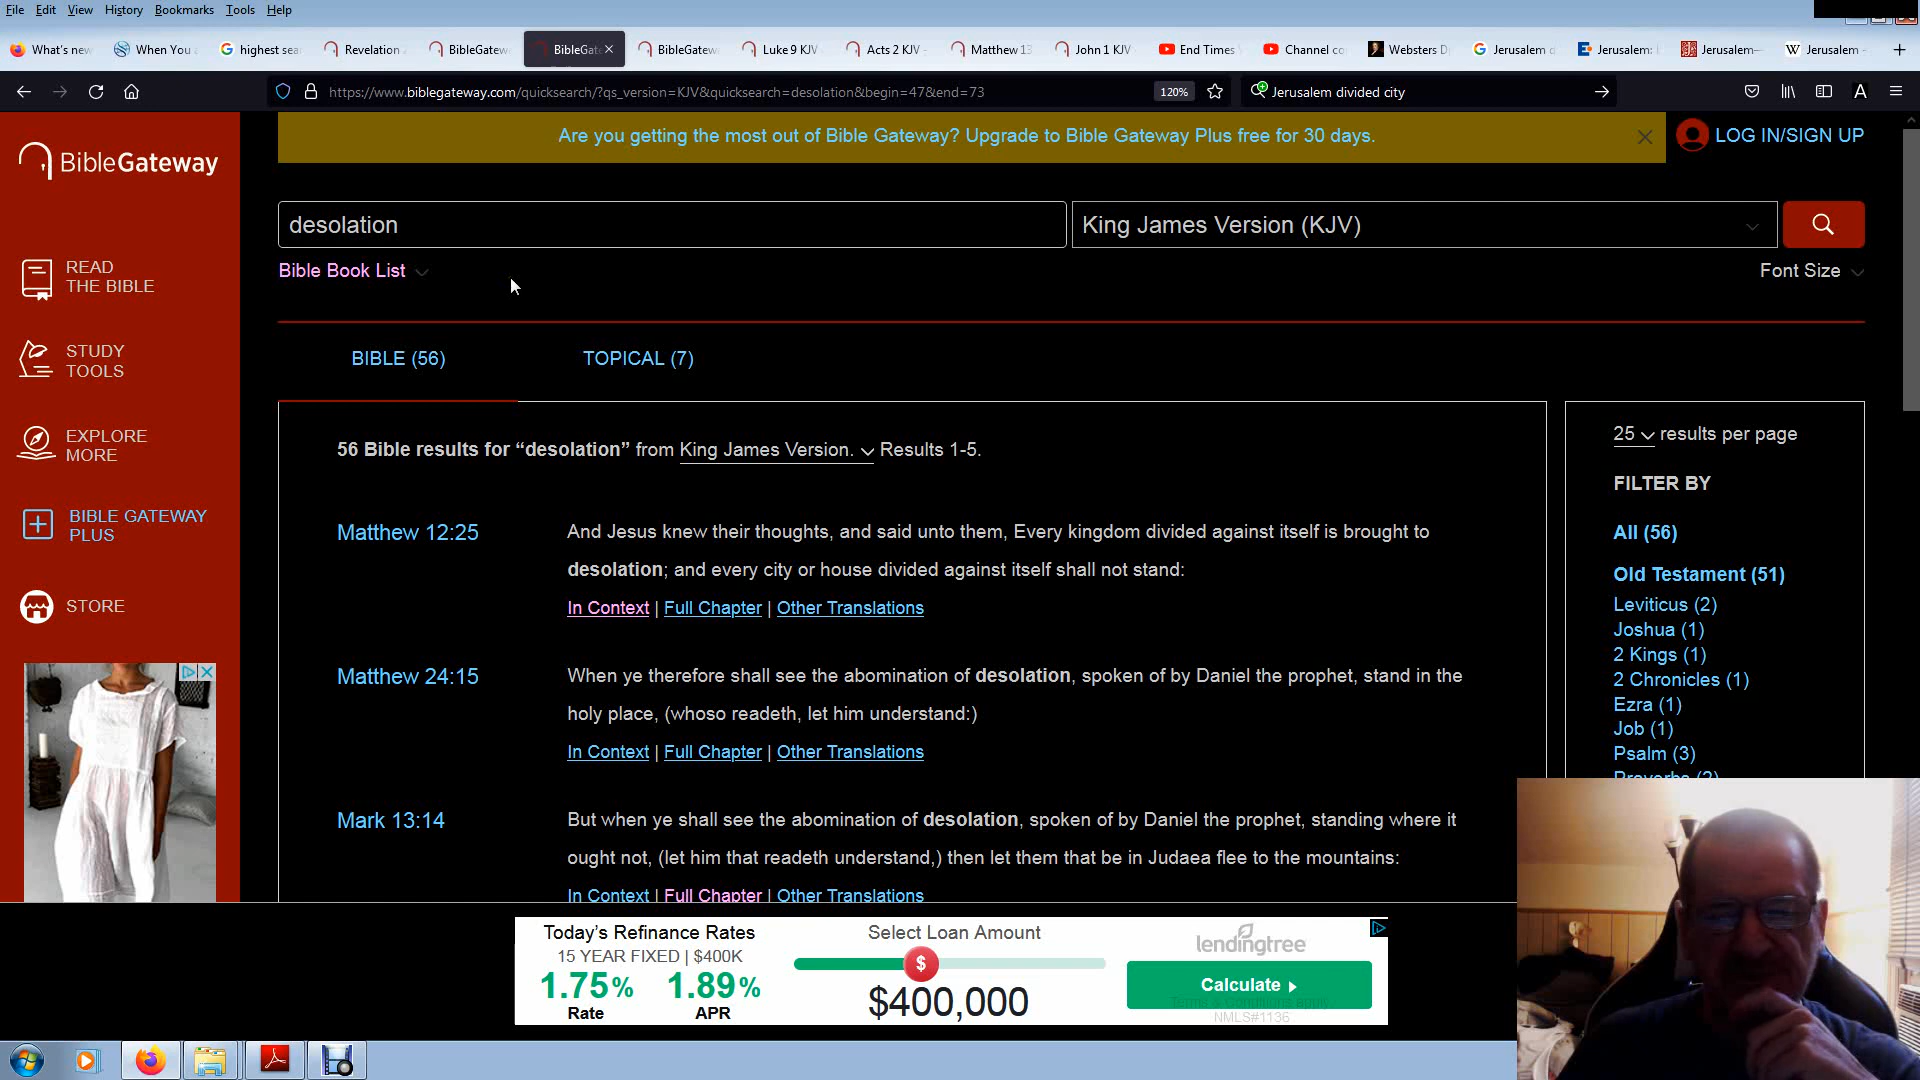 File Edit View History Bookmarks Tools Help
What's new When You highest sea Revelation BibleGatew BibleGate BibleGatew Luke 9 KJV Acts 2 KJV - Matthew 13 John 1 KJV End Times Channel co Websters D Jerusalem d Jerusalem: Jerusalem— Jerusalem -
https://www.biblegateway.com/quicksearch/?qs_version=KJV&quicksearch=desolation&begin=47&end=73 120% Jerusalem divided city
Are you getting the most out of Bible Gateway? Upgrade to Bible Gateway Plus free for 30 days.
LOG IN/SIGN UP
BibleGateway
desolation King James Version (KJV)
Bible Book List Font Size
READ
THE BIBLE
STUDY
TOOLS
EXPLORE
MORE
BIBLE GATEWAY
PLUS
STORE
BIBLE (56) TOPICAL (7)
56 Bible results for “desolation” from King James Version. Results 1-5.
Matthew 12:25 And Jesus knew their thoughts, and said unto them, Every kingdom divided against itself is brought to
desolation; and every city or house divided against itself shall not stand:
In Context | Full Chapter | Other Translations
Matthew 24:15 When ye therefore shall see the abomination of desolation, spoken of by Daniel the prophet, stand in the
holy place, (whoso readeth, let him understand:)
In Context | Full Chapter | Other Translations
Mark 13:14 But when ye shall see the abomination of desolation, spoken of by Daniel the prophet, standing where it
ought not, (let him that readeth understand,) then let them that be in Judaea flee to the mountains:
In Context | Full Chapter | Other Translations
25 results per page
FILTER BY
All (56)
Old Testament (51)
Leviticus (2)
Joshua (1)
2 Kings (1)
2 Chronicles (1)
Ezra (1)
Job (1)
Psalm (3)
Proverbs (2)
Today's Refinance Rates
15 YEAR FIXED | $400K
1.75% 1.89%
Rate APR
Select Loan Amount
$
$400,000
lendingtree
Calculate
Terms & Conditions apply.
NMLS#1136